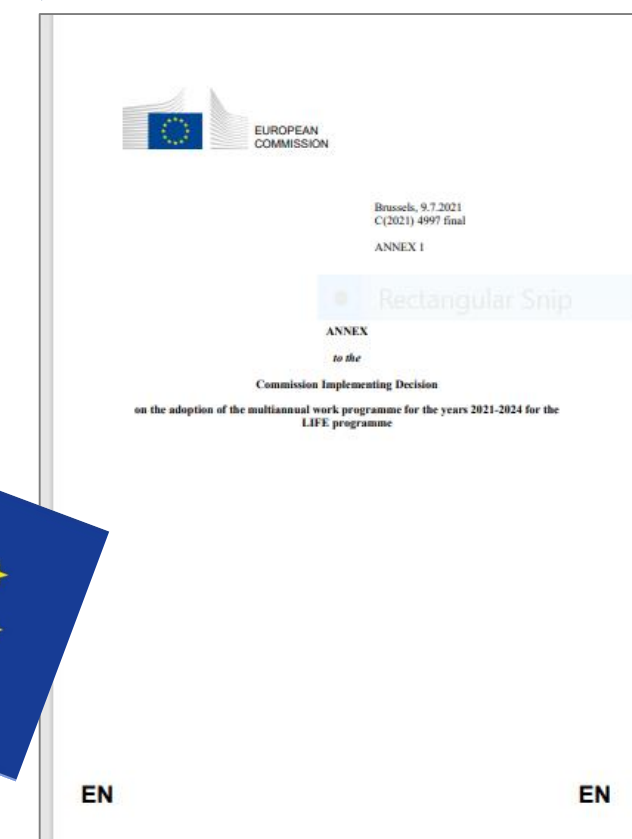 EUROPEAN
COMMISSION
Brussels, 9.7.2021
C(2021) 4997 final
ANNEX 1
Rectangular Snip
ANNEX
to the
Commission Implementing Decision
on the adoption of the multiannual work programme for the years 2021-2024 for the
LIFE programme
EN EN